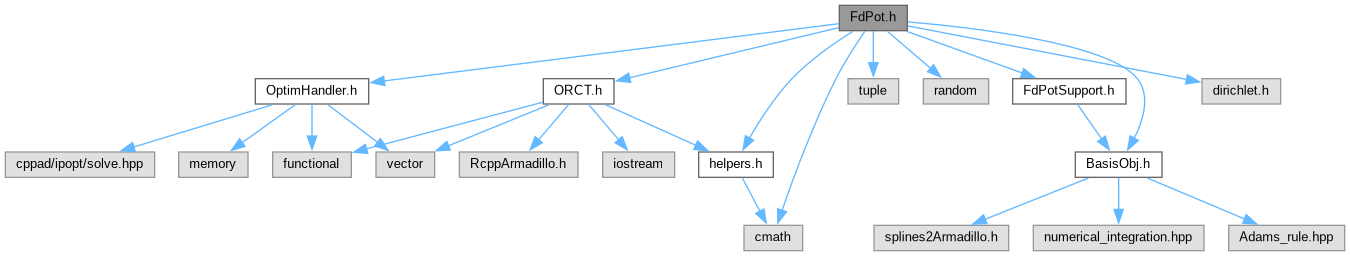 FdPot.h
OptimHandler.h
ORCT.h
tuple
random
FdPotSupport.h
dirichlet.h
cppad/ipopt/solve.hpp
memory
functional
vector
RcppArmadillo.h
iostream
helpers.h
BasisObj.h
cmath
splines2Armadillo.h
numerical_integration.hpp
Adams_rule.hpp